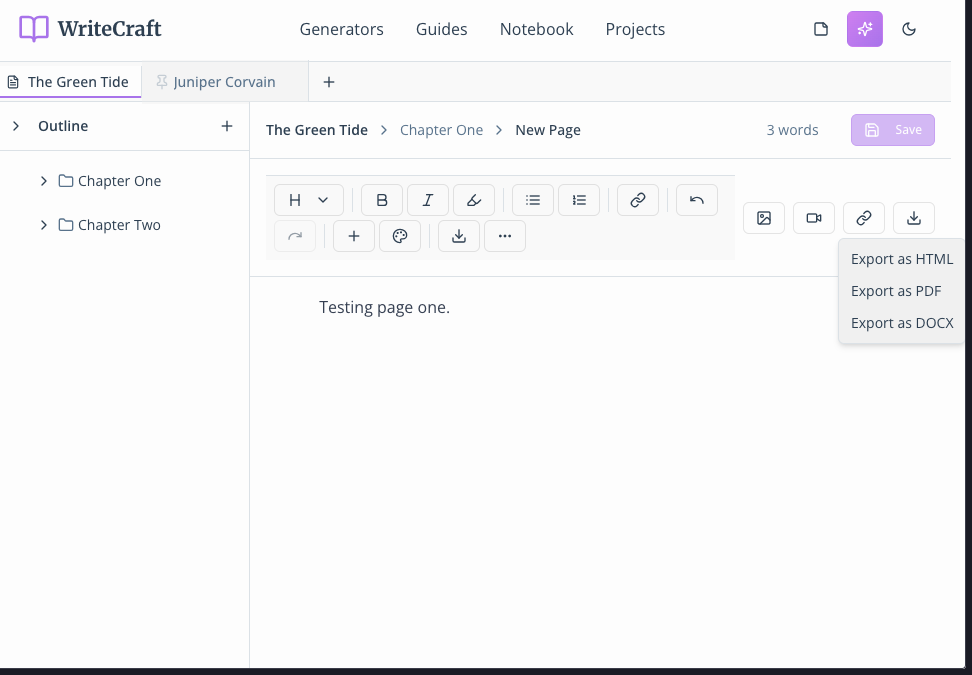 WriteCraft
Generators Guides Notebook Projects
The Green Tide Juniper Corvain
Outline
The Green Tide Chapter One New Page 3 words Save
Chapter One
Chapter Two
H B I
Export as HTML
Export as PDF
Export as DOCX
Testing page one.